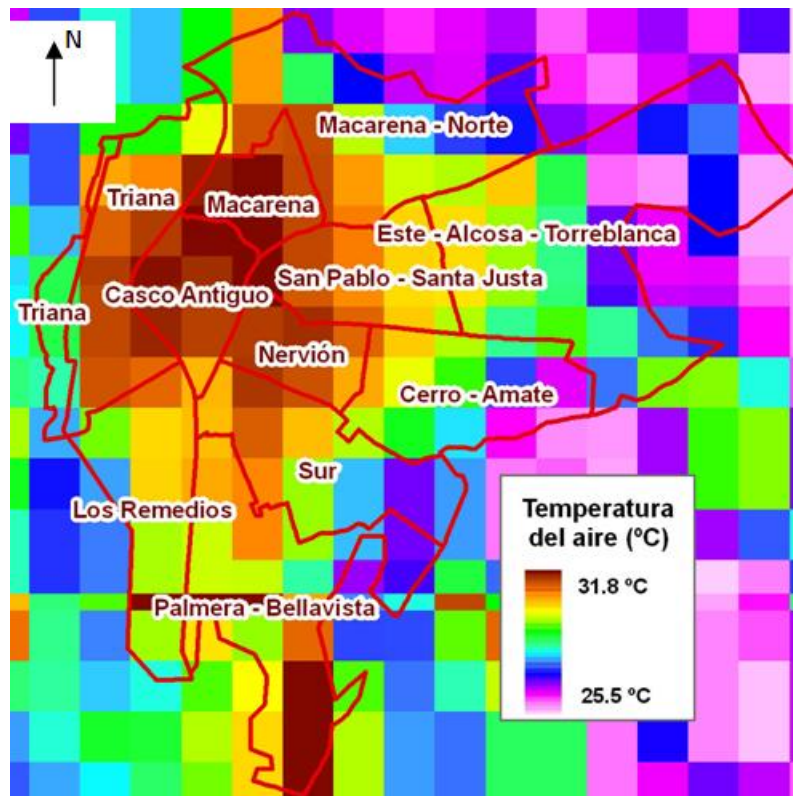 N
Macarena - Norte
Triana
Macarena
Este - Alcosa - Torreblanca
San Pablo - Santa Justa
Casco Antiguo
Triana
Nervión
Cerro - Amate
Sur
Los Remedios
Palmera - Bellavista
Temperatura
del aire (ºC)
31.8 ºC
25.5 ºC